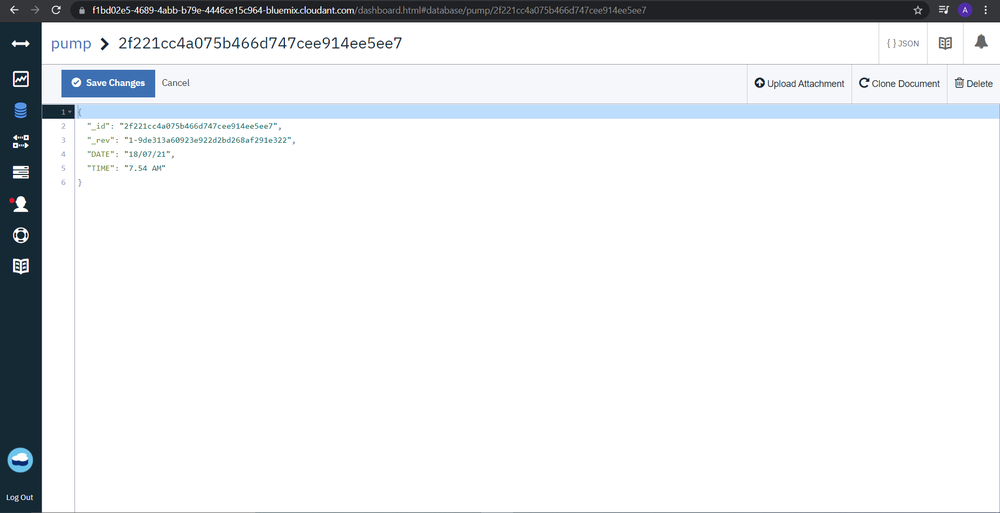 f1bd02e5-4689-4abb-b79e-4446ce15c964-bluemix.cloudant.com/dashboard.html#database/pump/2f221cc4a075b466d747cee914ee5ee7
A
pump 2f221cc4a075b466d747cee914ee5ee7
{ } JSON
Save Changes Cancel
Upload Attachment Clone Document Delete
1 {
2 "_id": "2f221cc4a075b466d747cee914ee5ee7",
3 "_rev": "1-9de313a60923e922d2bd268af291e322",
4 "DATE": "18/07/21",
5 "TIME": "7.54 AM"
6 }
Log Out